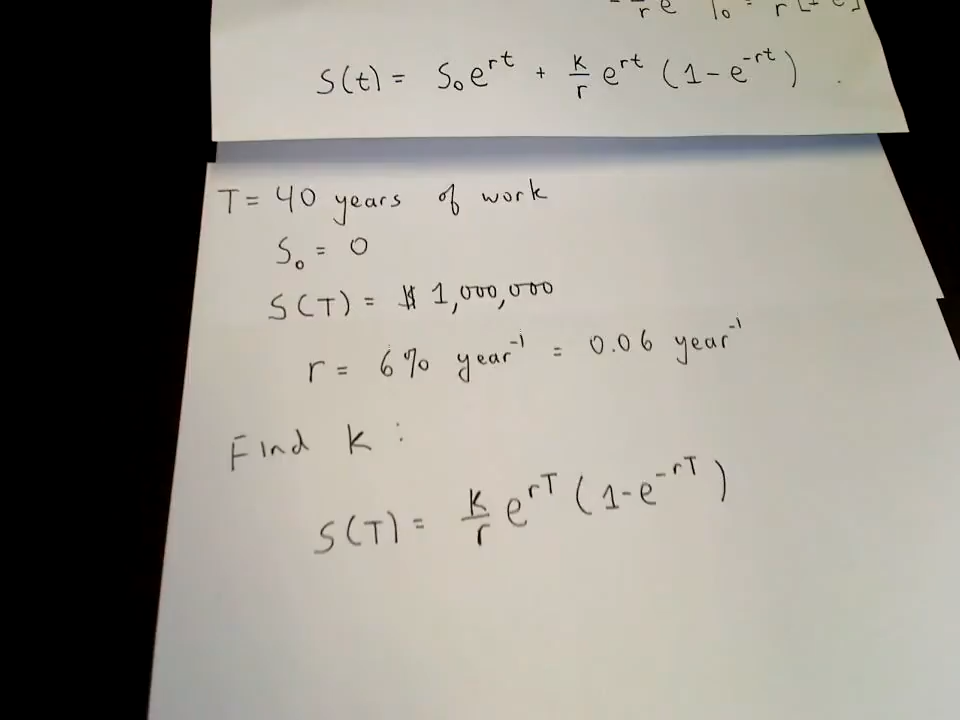 S(t) = S₀e^{rt} + k/r e^{rt} (1-e^{-rt})
T = 40 years of work
S₀ = 0
S(T) = $ 1,000,000
r = 6% year⁻¹ = 0.06 year⁻¹
Find k :
S(T) = k/r e^{rT} (1-e^{-rT})